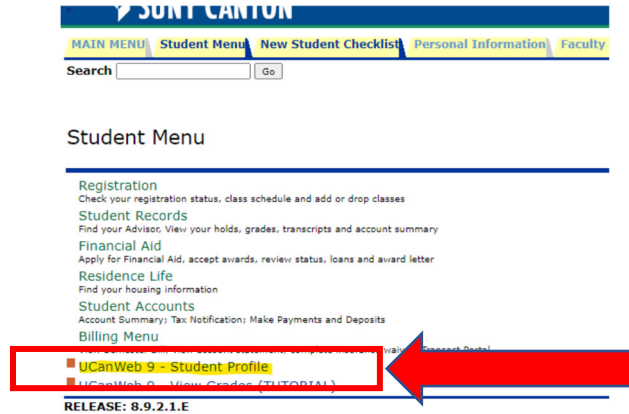 SUNY CANTON
MAIN MENU Student Menu New Student Checklist Personal Information Faculty
Search Go
Student Menu
Registration
Check your registration status, class schedule and add or drop classes
Student Records
Find your Advisor, View your holds, grades, transcripts and account summary
Financial Aid
Apply for Financial Aid, accept awards, review status, loans and award letter
Residence Life
Find your housing information
Student Accounts
Account Summary; Tax Notification; Make Payments and Deposits
Billing Menu
UCanWeb 9 - Student Profile
UCanWeb 9 - View Grades (TUTORIAL)
RELEASE: 8.9.2.1.E